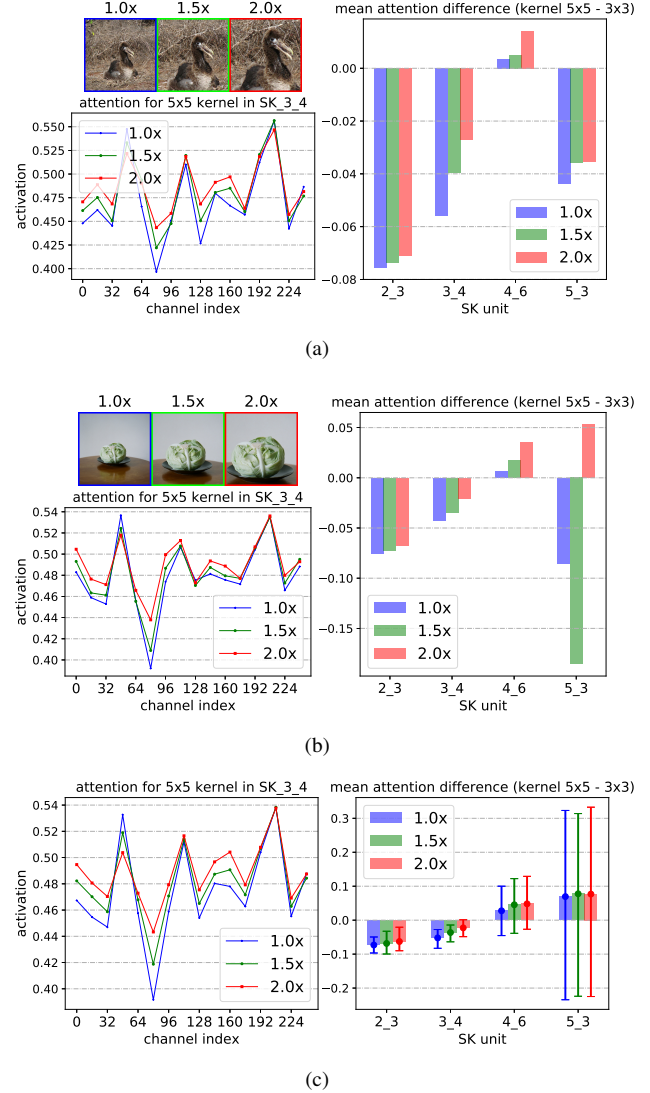 1.0x 1.5x 2.0x
attention for 5x5 kernel in SK_3_4
0.550
0.525
0.500
0.475
0.450
0.425
0.400
activation
1.0x
1.5x
2.0x
0 32 64 96 128 160 192 224
channel index
mean attention difference (kernel 5x5 - 3x3)
0.00
−0.02
−0.04
−0.06
−0.08
1.0x
1.5x
2.0x
2_3 3_4 4_6 5_3
SK unit
(a)
1.0x 1.5x 2.0x
attention for 5x5 kernel in SK_3_4
0.54
0.52
0.50
0.48
0.46
0.44
0.42
0.40
activation
1.0x
1.5x
2.0x
0 32 64 96 128 160 192 224
channel index
mean attention difference (kernel 5x5 - 3x3)
0.05
0.00
−0.05
−0.10
−0.15
1.0x
1.5x
2.0x
2_3 3_4 4_6 5_3
SK unit
(b)
attention for 5x5 kernel in SK_3_4
0.54
0.52
0.50
0.48
0.46
0.44
0.42
0.40
activation
1.0x
1.5x
2.0x
0 32 64 96 128 160 192 224
channel index
mean attention difference (kernel 5x5 - 3x3)
0.3
0.2
0.1
0.0
−0.1
−0.2
1.0x
1.5x
2.0x
2_3 3_4 4_6 5_3
SK unit
(c)